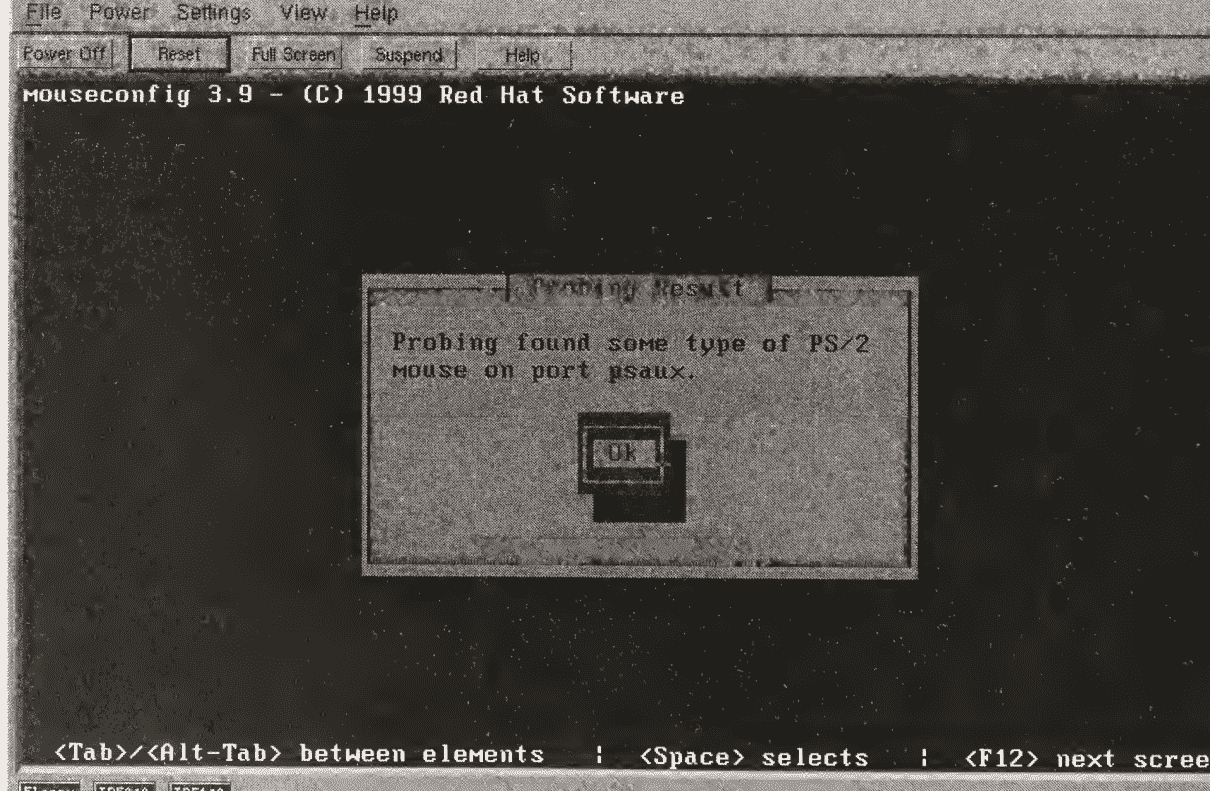 File Power Settings View Help
Power Off Reset Full Screen Suspend Help
mouseconfig 3.9 - (C) 1999 Red Hat Software
Probing Result
Probing found some type of PS/2
mouse on port psaux.
Ok
<Tab>/<Alt-Tab> between elements ¦ <Space> selects ¦ <F12> next scree